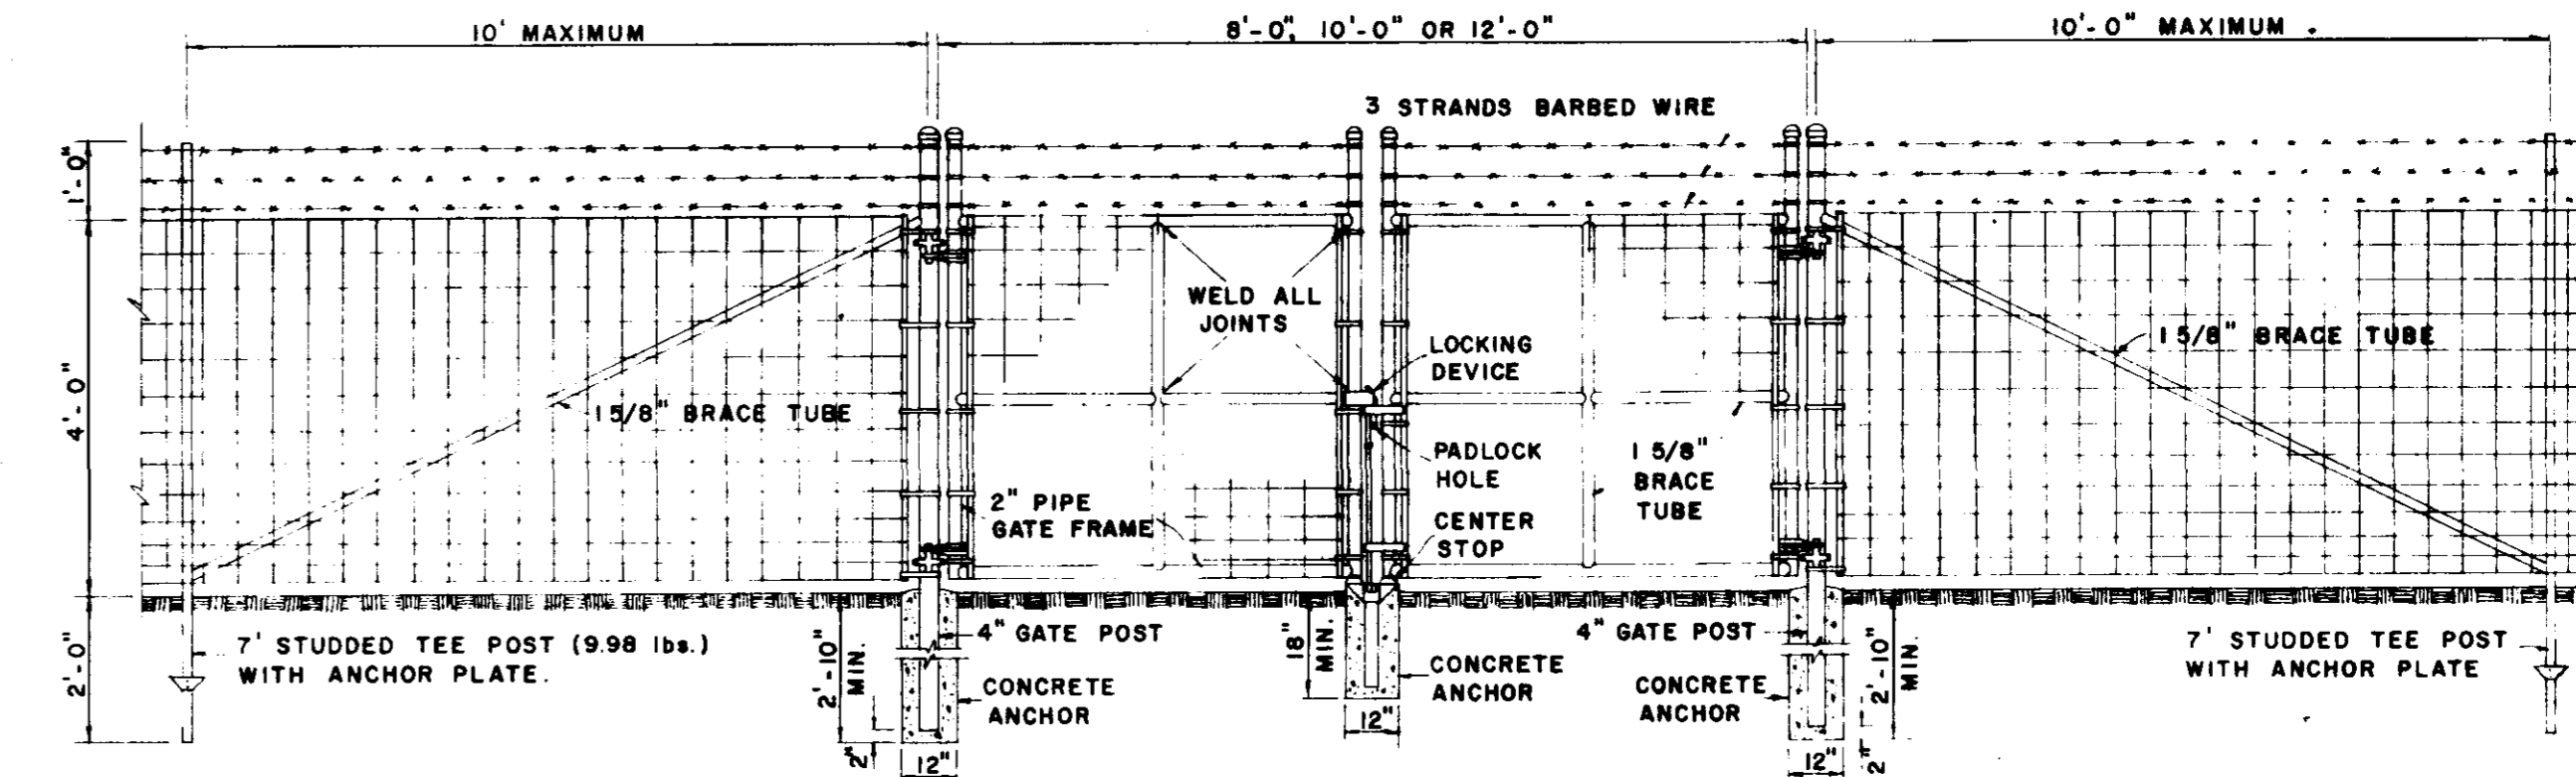 10' MAXIMUM
8'-0", 10'-0" OR 12'-0"
10'-0" MAXIMUM
3 STRANDS BARBED WIRE
1'-0"
4'-0"
2'-0"
WELD ALL
JOINTS
LOCKING
DEVICE
1 5/8" BRACE TUBE
1 5/8" BRACE TUBE
PADLOCK
HOLE
1 5/8"
BRACE
TUBE
2" PIPE
GATE FRAME
CENTER
STOP
7' STUDDED TEE POST (9.98 lbs.)
WITH ANCHOR PLATE.
2'-10"
MIN.
4" GATE POST
CONCRETE
ANCHOR
2"
12"
18"
MIN.
CONCRETE
ANCHOR
12"
4" GATE POST
CONCRETE
ANCHOR
2'-10"
MIN.
12"
2"
7' STUDDED TEE POST
WITH ANCHOR PLATE